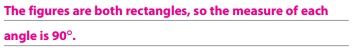 The figures are both rectangles, so the measure of each
angle is 90°.